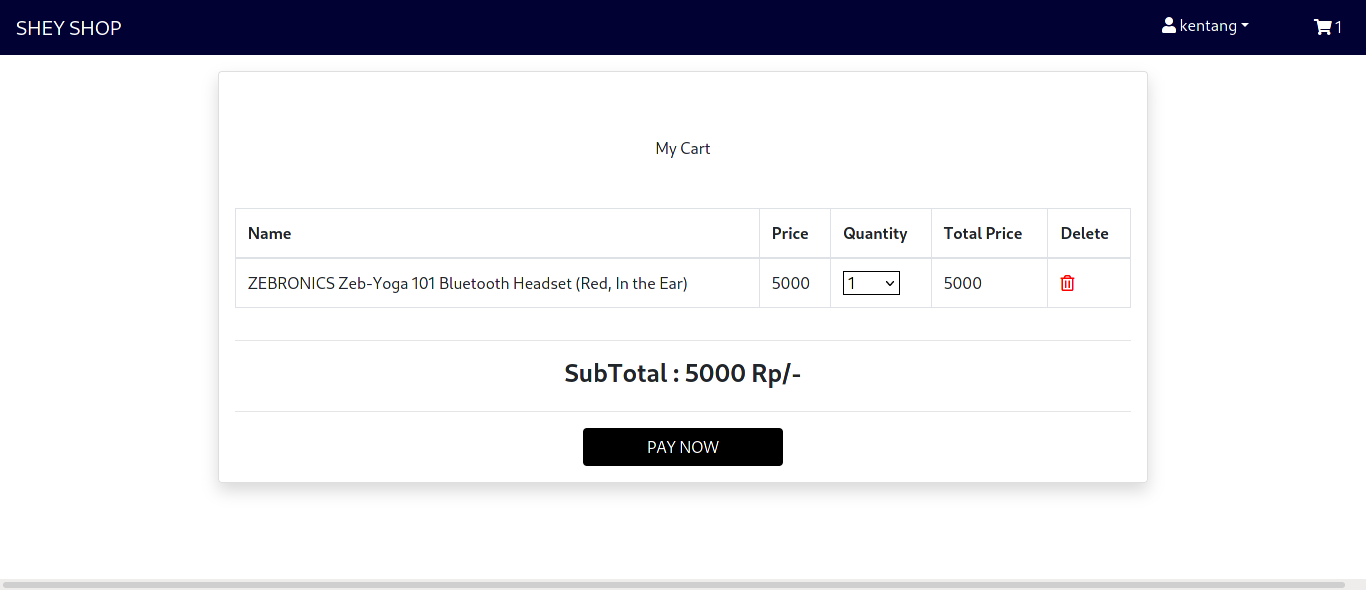 SHEY SHOP kentang 1
My Cart
Name Price Quantity Total Price Delete
ZEBRONICS Zeb-Yoga 101 Bluetooth Headset (Red, In the Ear) 5000 1 5000
SubTotal : 5000 Rp/-
PAY NOW